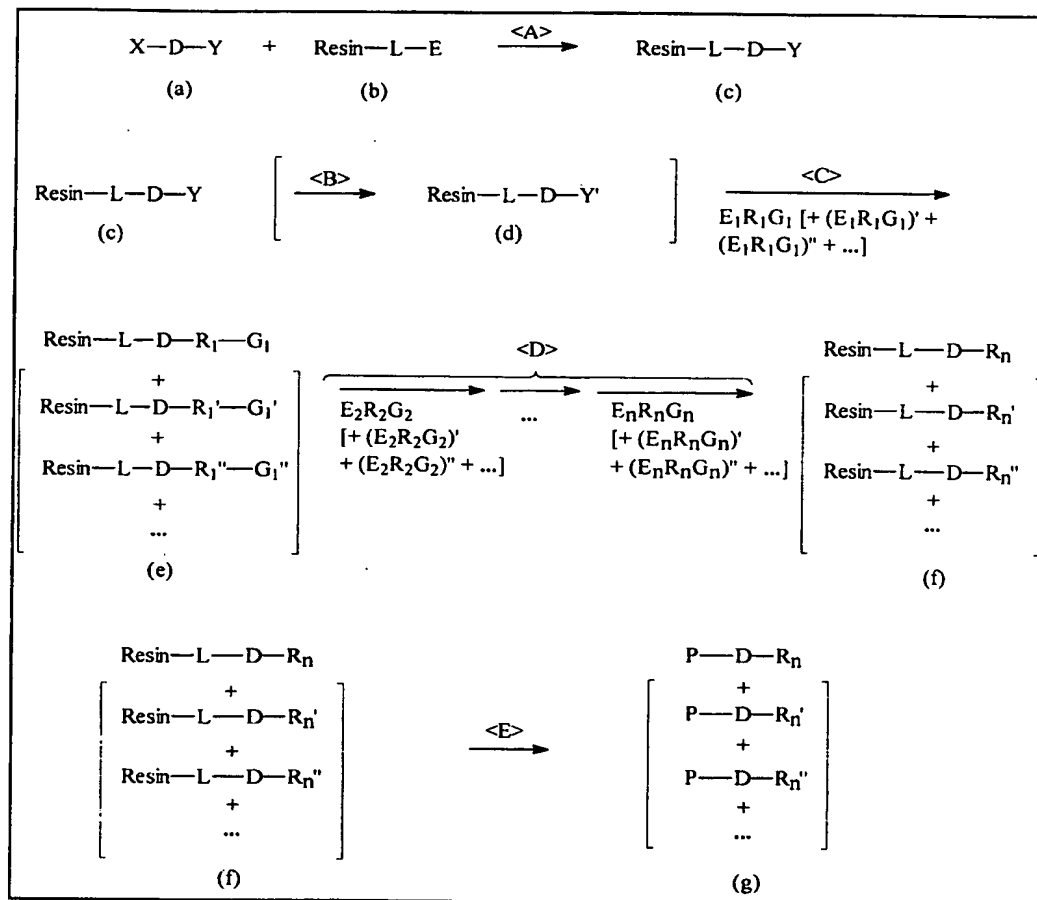 X—D—Y + Resin—L—E <A> Resin—L—D—Y
(a) (b) (c)
Resin—L—D—Y [ <B> Resin—L—D—Y' ] <C>
(c) (d) E₁R₁G₁ [+ (E₁R₁G₁)' +
(E₁R₁G₁)'' + ...]
Resin—L—D—R₁—G₁
+
Resin—L—D—R₁'—G₁'
+
Resin—L—D—R₁''—G₁''
+
...
(e)
<D>
E₂R₂G₂
[+ (E₂R₂G₂)'
+ (E₂R₂G₂)'' + ...]
...
EₙRₙGₙ
[+ (EₙRₙGₙ)'
+ (EₙRₙGₙ)'' + ...]
Resin—L—D—Rₙ
+
Resin—L—D—Rₙ'
+
Resin—L—D—Rₙ''
+
...
(f)
Resin—L—D—Rₙ
+
Resin—L—D—Rₙ'
+
Resin—L—D—Rₙ''
+
...
(f)
<E>
P—D—Rₙ
+
P—D—Rₙ'
+
P—D—Rₙ''
+
...
(g)